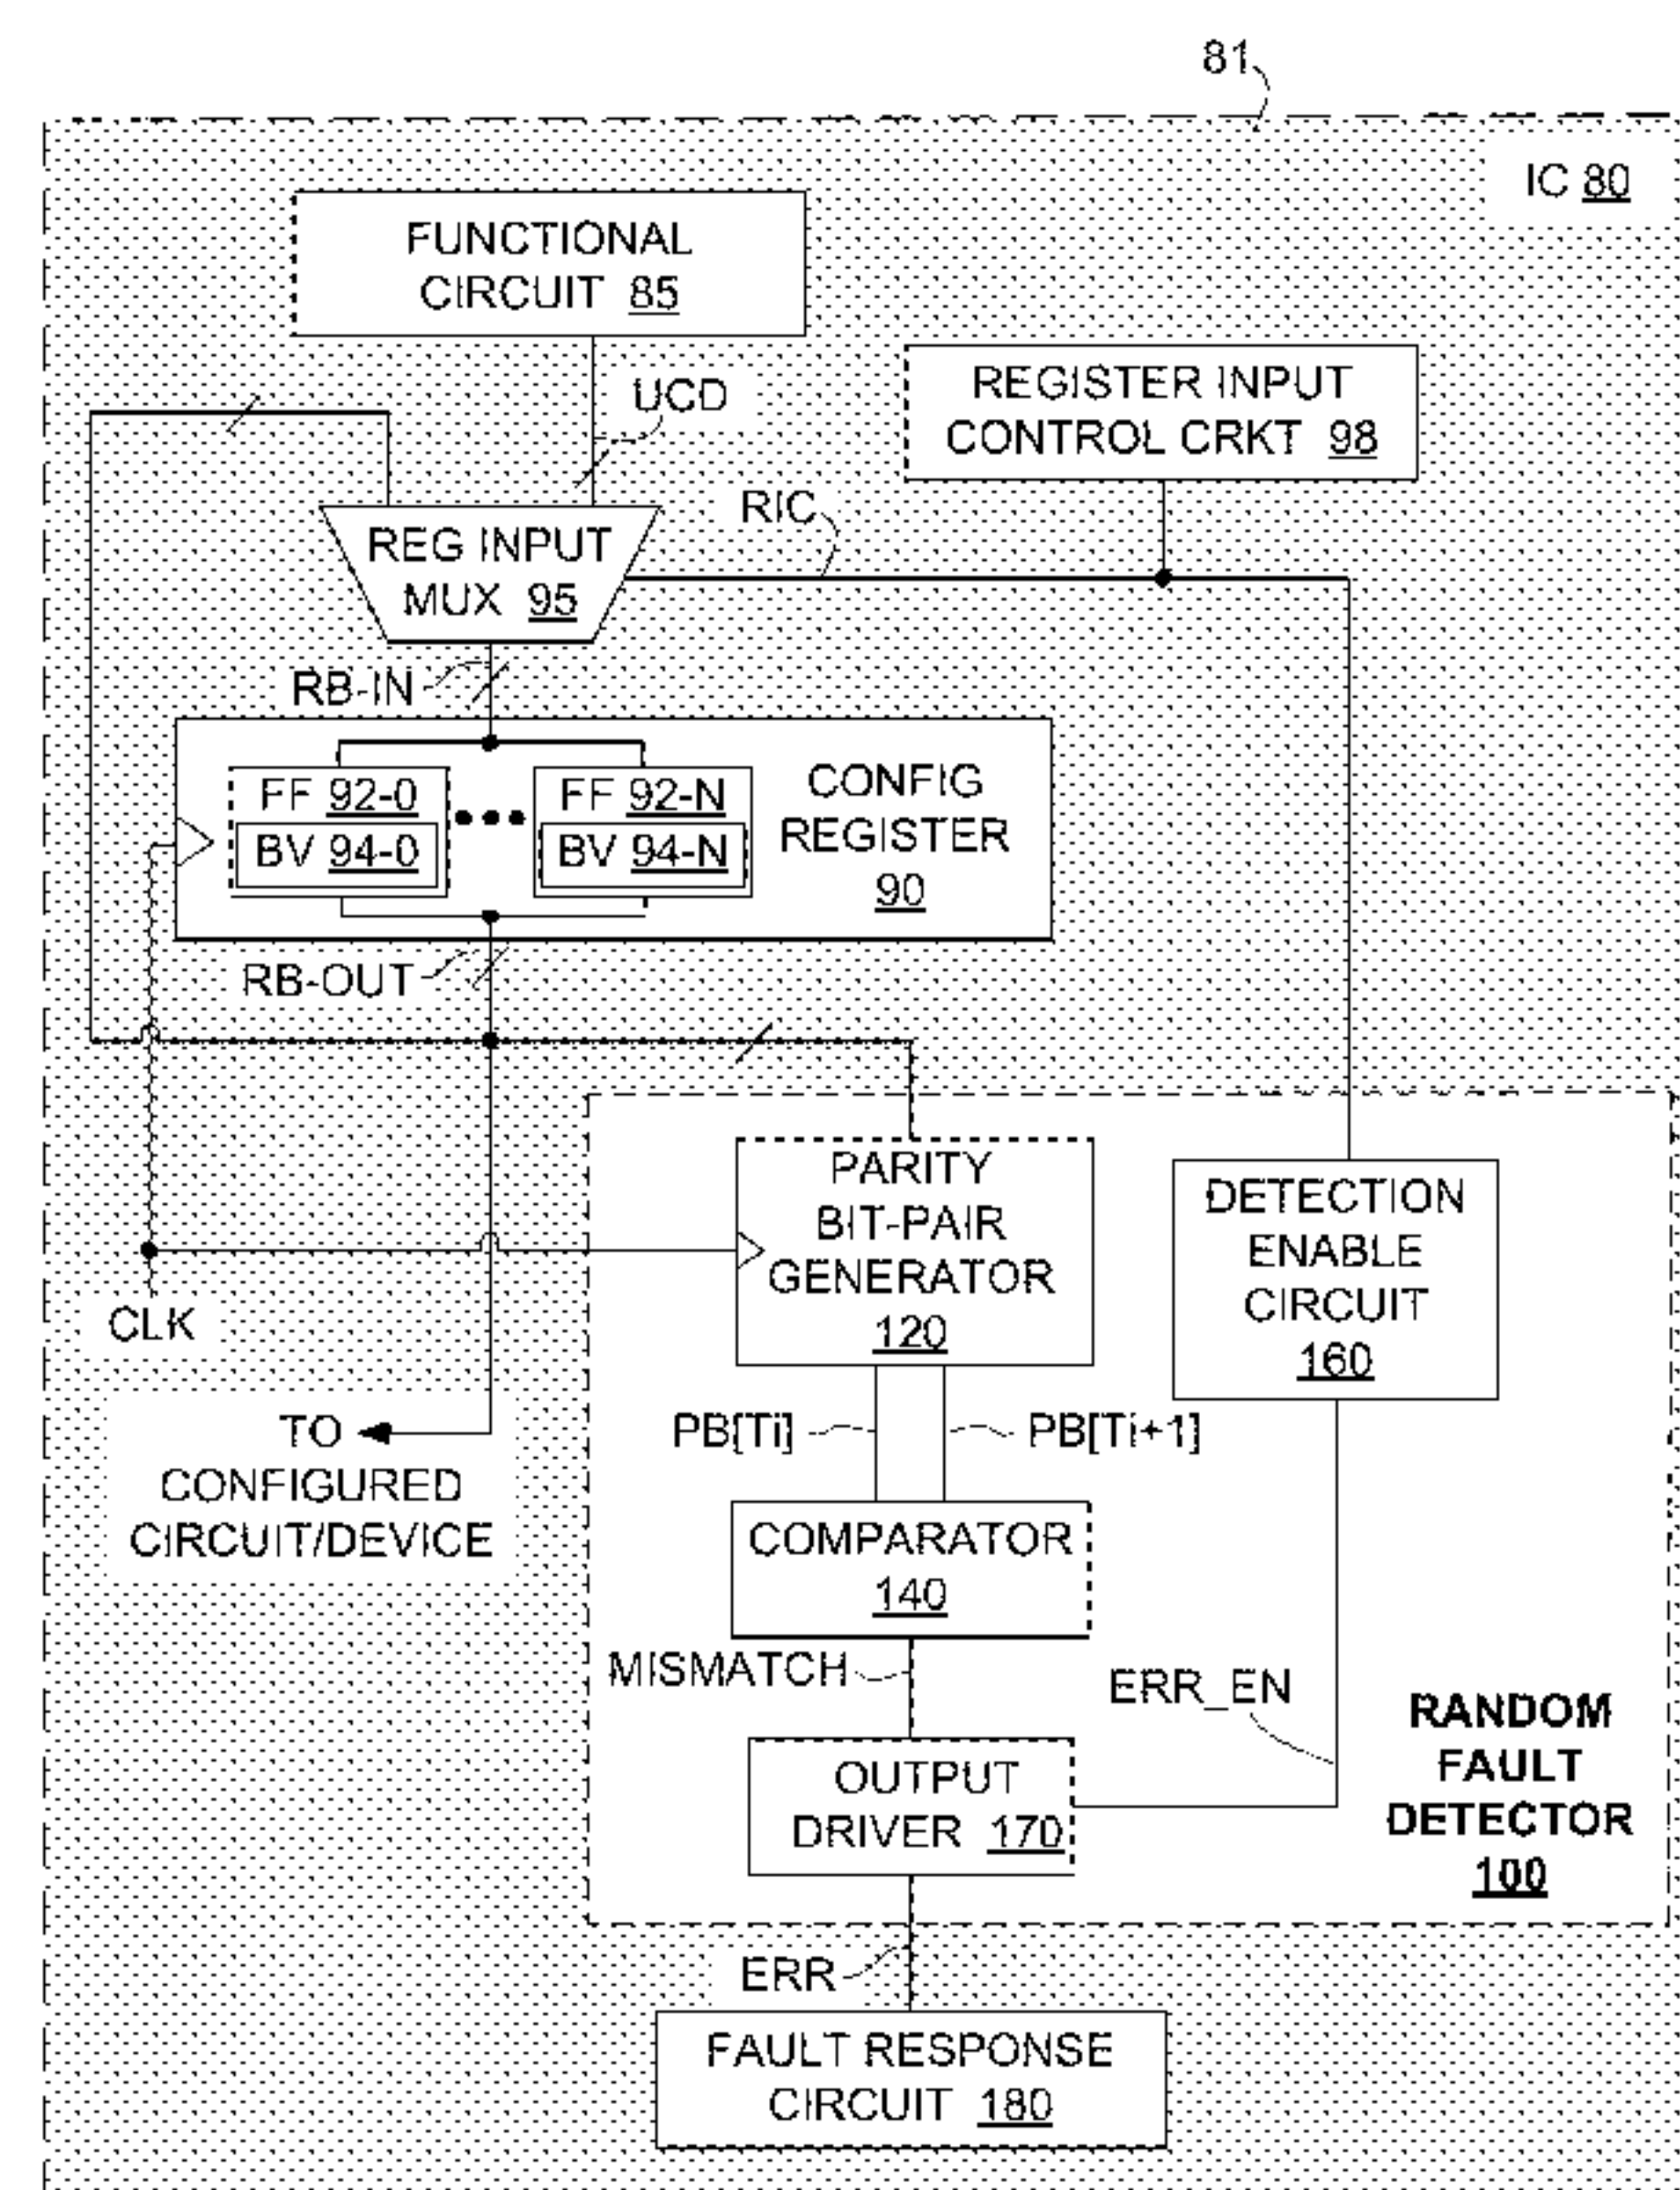 81
IC 80
FUNCTIONAL
CIRCUIT 85
UCD
REGISTER INPUT
CONTROL CRKT 98
RIC
REG INPUT
MUX 95
RB-IN
FF 92-0
BV 94-0
FF 92-N
BV 94-N
CONFIG
REGISTER
90
RB-OUT
PARITY
BIT-PAIR
GENERATOR
120
DETECTION
ENABLE
CIRCUIT
160
CLK
TO
CONFIGURED
CIRCUIT/DEVICE
PB[Ti]
PB[Ti+1]
COMPARATOR
140
MISMATCH
ERR_EN
OUTPUT
DRIVER 170
RANDOM
FAULT
DETECTOR
100
ERR
FAULT RESPONSE
CIRCUIT 180